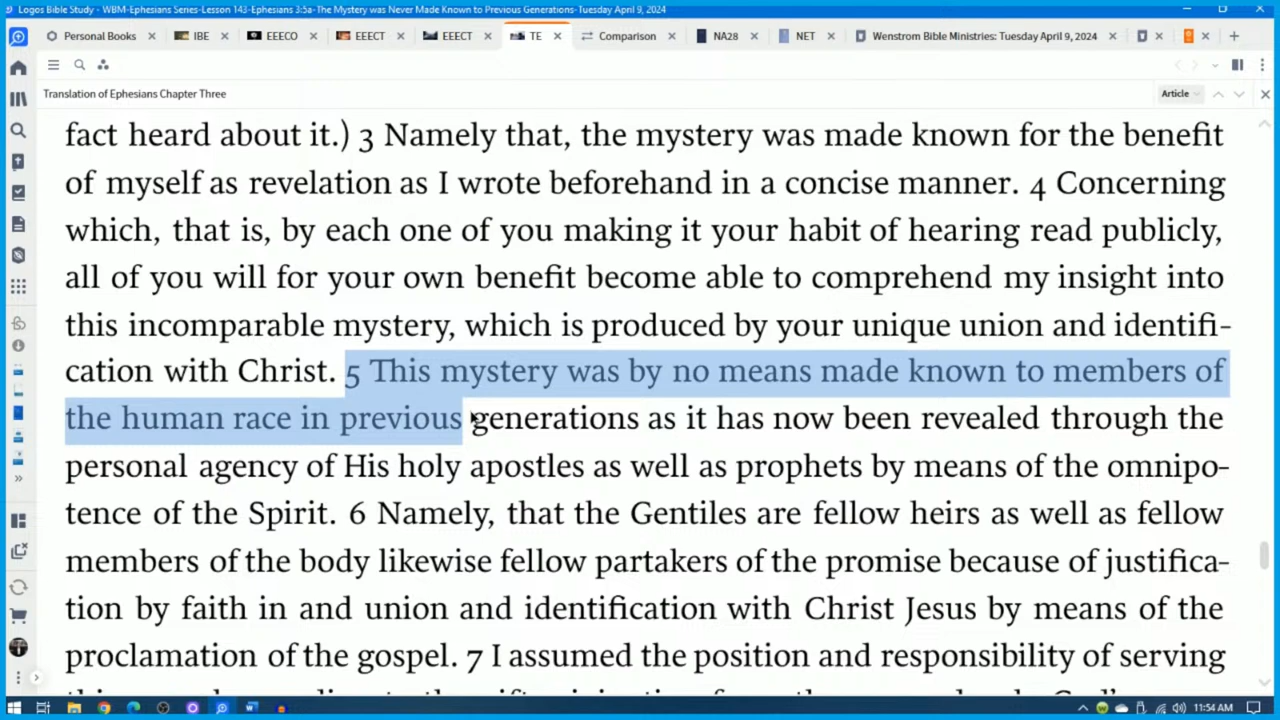 Logos Bible Study - WBM-Ephesians Series-Lesson 143-Ephesians 3:5a-The Mystery was Never Made Known to Previous Generations-Tuesday April 9, 2024
Personal Books IBE EEECO EEECT EEECT TE Comparison NA28 NET Wenstrom Bible Ministries: Tuesday April 9, 2024
Translation of Ephesians Chapter Three Article
fact heard about it.) 3 Namely that, the mystery was made known for the benefit
of myself as revelation as I wrote beforehand in a concise manner. 4 Concerning
which, that is, by each one of you making it your habit of hearing read publicly,
all of you will for your own benefit become able to comprehend my insight into
this incomparable mystery, which is produced by your unique union and identifi-
cation with Christ. 5 This mystery was by no means made known to members of
the human race in previous generations as it has now been revealed through the
personal agency of His holy apostles as well as prophets by means of the omnipo-
tence of the Spirit. 6 Namely, that the Gentiles are fellow heirs as well as fellow
members of the body likewise fellow partakers of the promise because of justifica-
tion by faith in and union and identification with Christ Jesus by means of the
proclamation of the gospel. 7 I assumed the position and responsibility of serving
11:54 AM